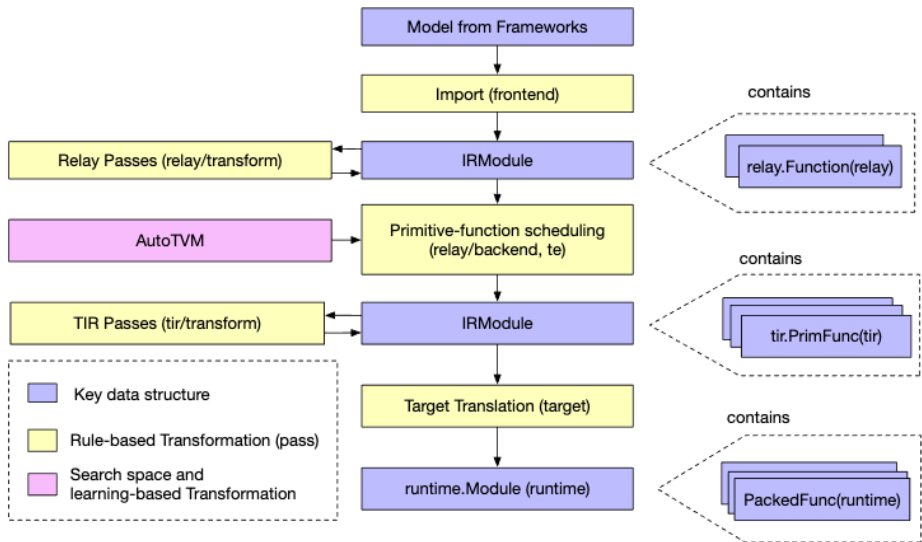 Model from Frameworks
Import (frontend)
contains
Relay Passes (relay/transform)
IRModule
relay.Function(relay)
AutoTVM
Primitive-function scheduling
(relay/backend, te)
contains
TIR Passes (tir/transform)
IRModule
tir.PrimFunc(tir)
Key data structure
Target Translation (target)
contains
Rule-based Transformation (pass)
Search space and
learning-based Transformation
runtime.Module (runtime)
PackedFunc(runtime)